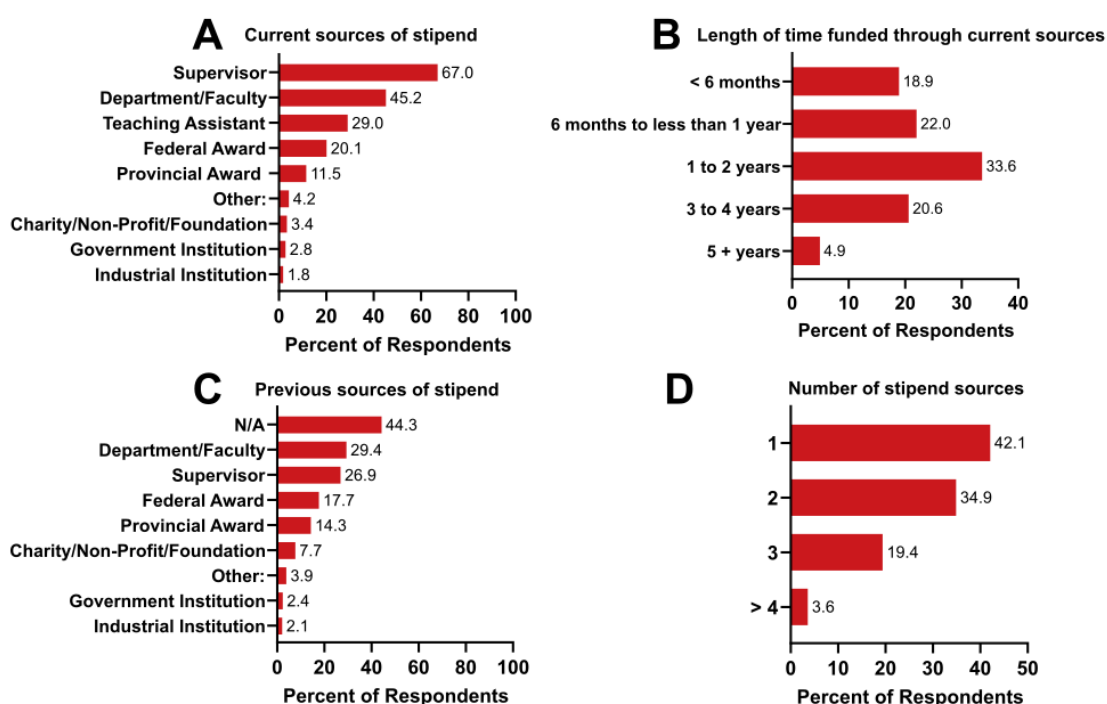 A
Current sources of stipend
Supervisor 67.0
Department/Faculty 45.2
Teaching Assistant 29.0
Federal Award 20.1
Provincial Award 11.5
Other: 4.2
Charity/Non-Profit/Foundation 3.4
Government Institution 2.8
Industrial Institution 1.8
0 20 40 60 80 100
Percent of Respondents
B
Length of time funded through current sources
< 6 months 18.9
6 months to less than 1 year 22.0
1 to 2 years 33.6
3 to 4 years 20.6
5 + years 4.9
0 10 20 30 40
Percent of Respondents
C
Previous sources of stipend
N/A 44.3
Department/Faculty 29.4
Supervisor 26.9
Federal Award 17.7
Provincial Award 14.3
Charity/Non-Profit/Foundation 7.7
Other: 3.9
Government Institution 2.4
Industrial Institution 2.1
0 20 40 60 80 100
Percent of Respondents
D
Number of stipend sources
1 42.1
2 34.9
3 19.4
> 4 3.6
0 10 20 30 40 50
Percent of Respondents